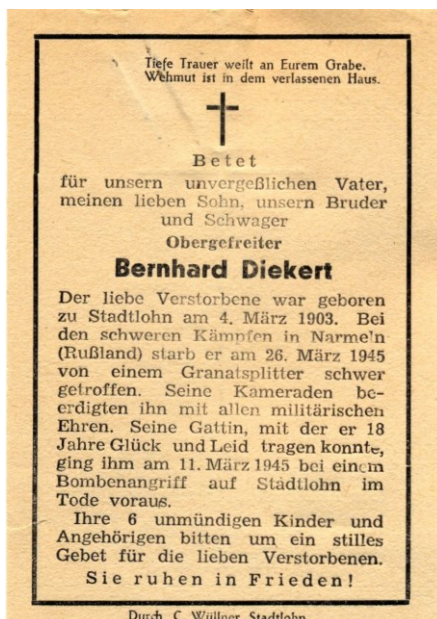 Tiefe Trauer weilt an Eurem Grabe.
Wehmut ist in dem verlassenen Haus.
Betet
für unsern unvergeßlichen Vater,
meinen lieben Sohn, unsern Bruder
und Schwager
Obergefreiter
Bernhard Diekert
Der liebe Verstorbene war geboren
zu Stadtlohn am 4. März 1903. Bei
den schweren Kämpfen in Narmeln
(Rußland) starb er am 26. März 1945
von einem Granatsplitter schwer
getroffen. Seine Kameraden be-
erdigten ihn mit allen militärischen
Ehren. Seine Gattin, mit der er 18
Jahre Glück und Leid tragen konnte,
ging ihm am 11. März 1945 bei einem
Bombenangriff auf Stadtlohn im
Tode voraus.
Ihre 6 unmündigen Kinder und
Angehörigen bitten um ein stilles
Gebet für die lieben Verstorbenen.
Sie ruhen in Frieden!
Durch C. Wüllner Stadtlohn